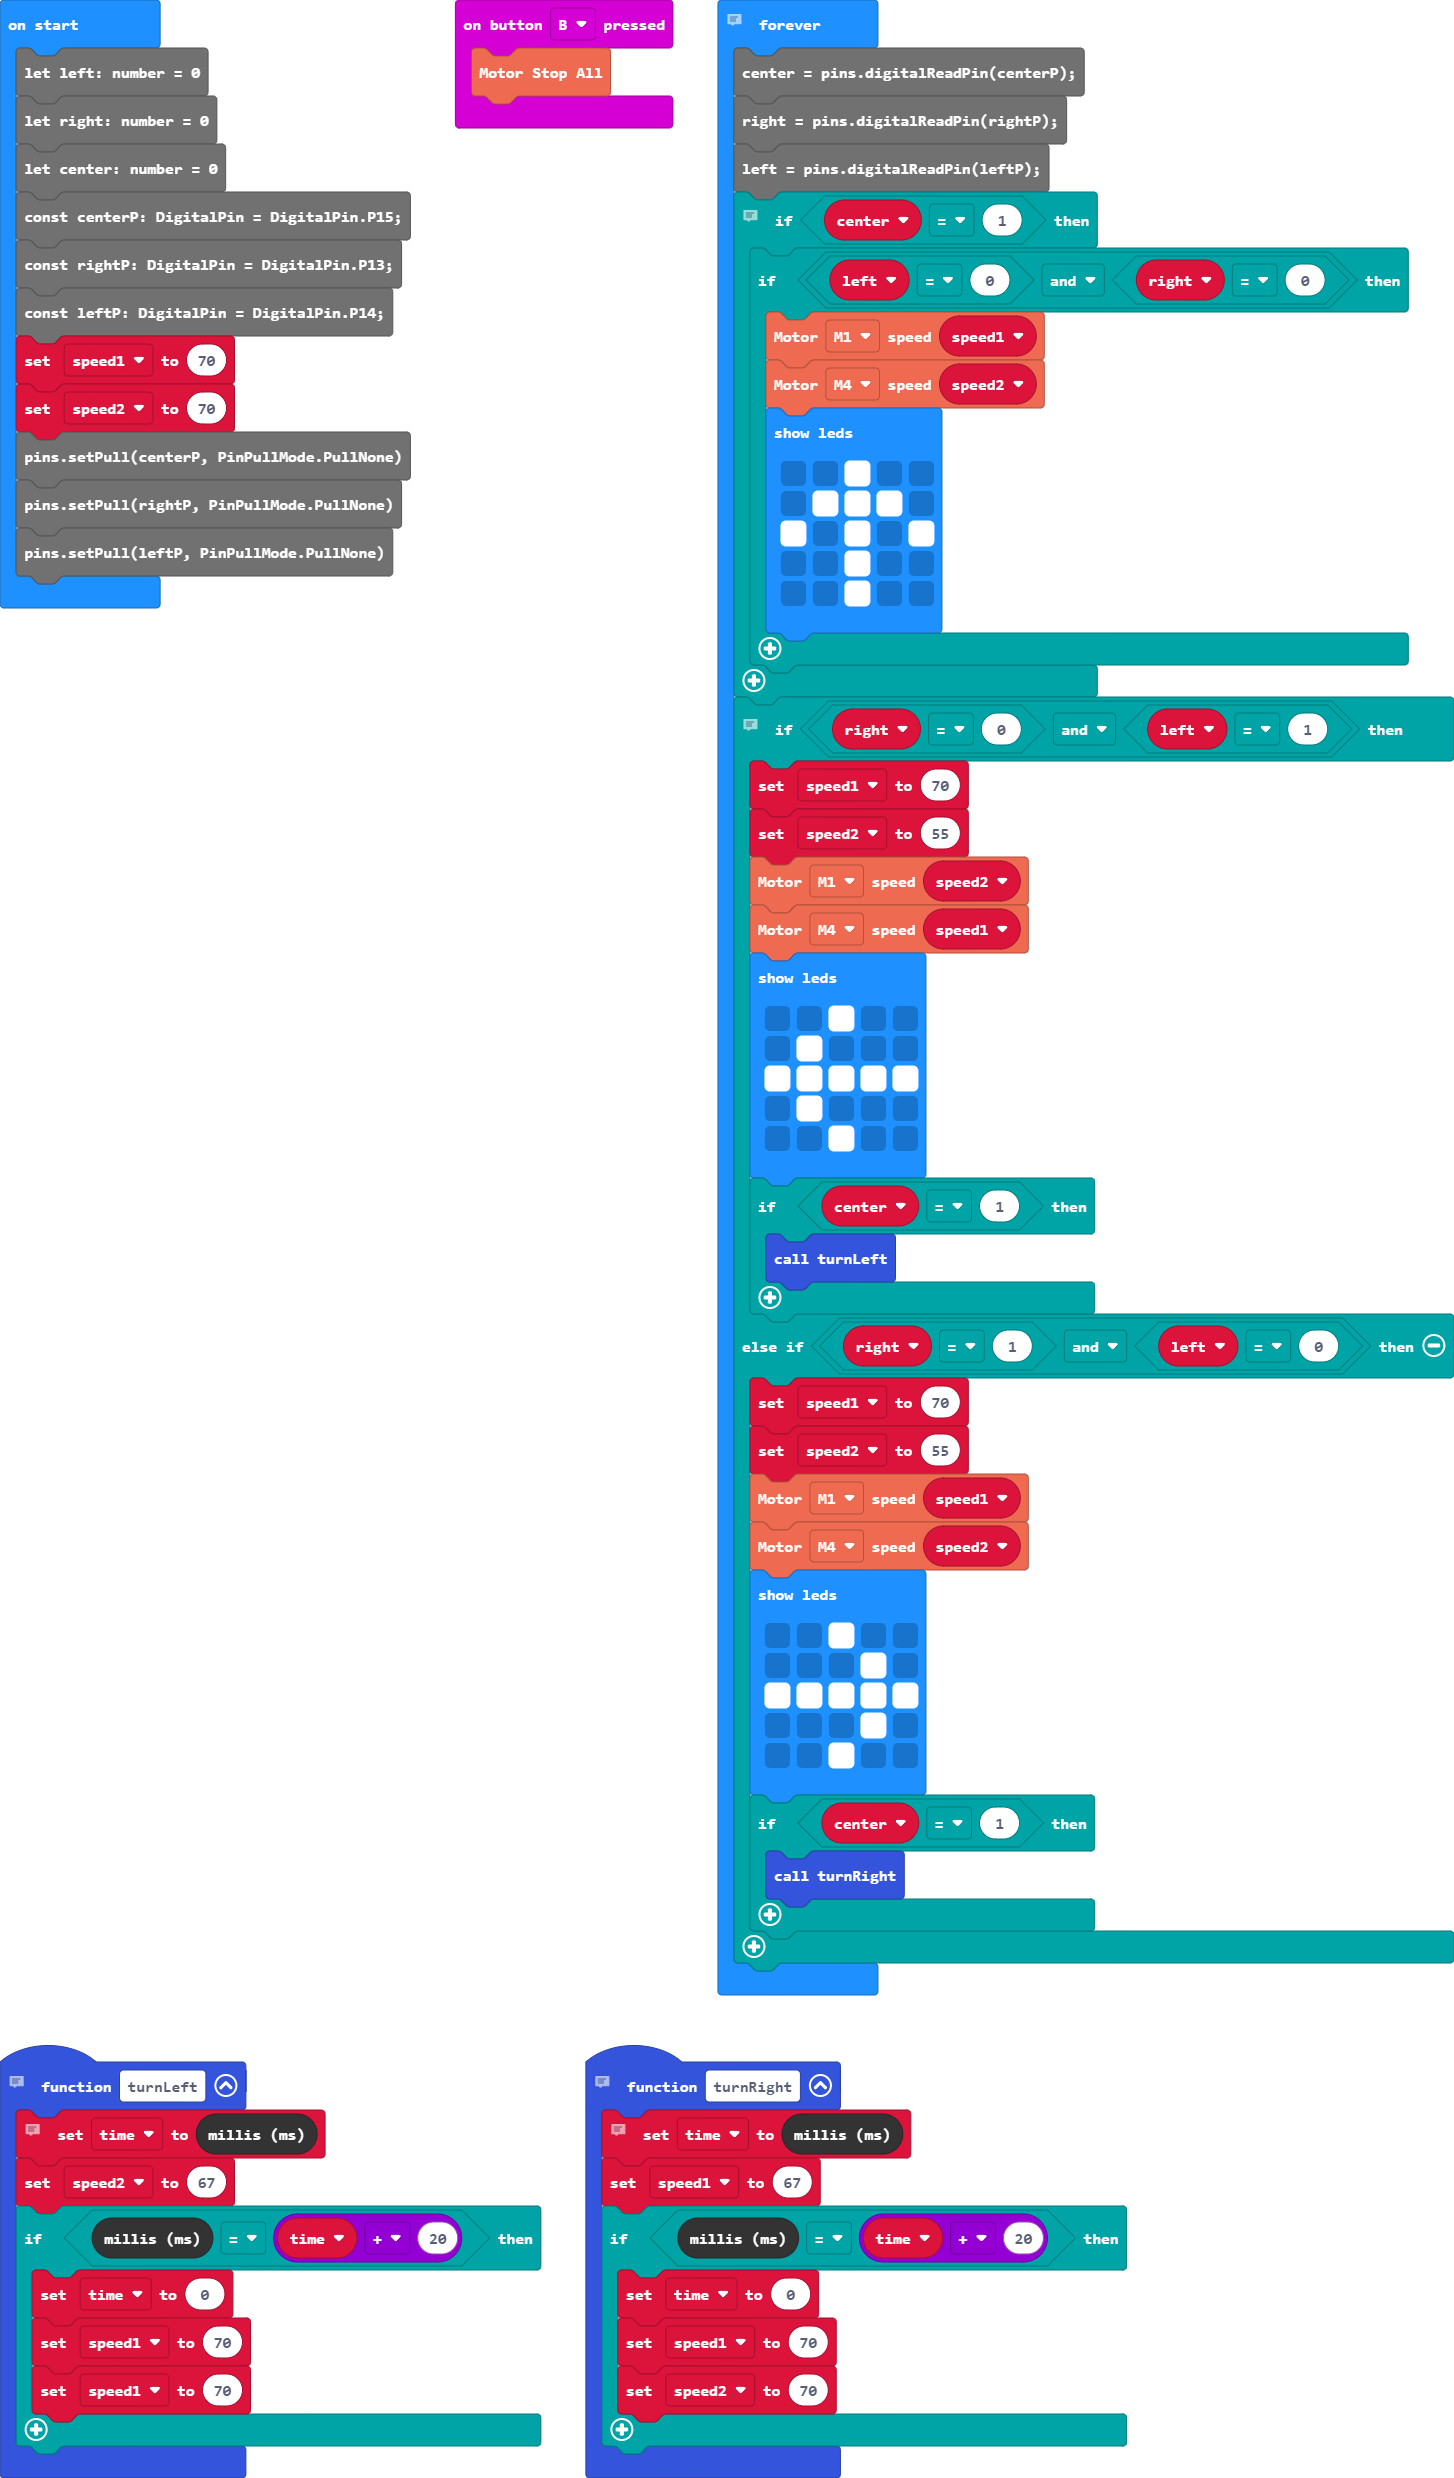 on start
let left: number = 0
let right: number = 0
let center: number = 0
const centerP: DigitalPin = DigitalPin.P15;
const rightP: DigitalPin = DigitalPin.P13;
const leftP: DigitalPin = DigitalPin.P14;
set speed1 to 70
set speed2 to 70
pins.setPull(centerP, PinPullMode.PullNone)
pins.setPull(rightP, PinPullMode.PullNone)
pins.setPull(leftP, PinPullMode.PullNone)
on button B pressed
Motor Stop All
forever
center = pins.digitalReadPin(centerP);
right = pins.digitalReadPin(rightP);
left = pins.digitalReadPin(leftP);
if center = 1 then
if left = 0 and right = 0 then
Motor M1 speed speed1
Motor M4 speed speed2
show leds
if right = 0 and left = 1 then
set speed1 to 70
set speed2 to 55
Motor M1 speed speed2
Motor M4 speed speed1
show leds
if center = 1 then
call turnLeft
else if right = 1 and left = 0 then
set speed1 to 70
set speed2 to 55
Motor M1 speed speed1
Motor M4 speed speed2
show leds
if center = 1 then
call turnRight
function turnLeft
set time to millis (ms)
set speed2 to 67
if millis (ms) = time + 20 then
set time to 0
set speed1 to 70
set speed1 to 70
function turnRight
set time to millis (ms)
set speed1 to 67
if millis (ms) = time + 20 then
set time to 0
set speed1 to 70
set speed2 to 70